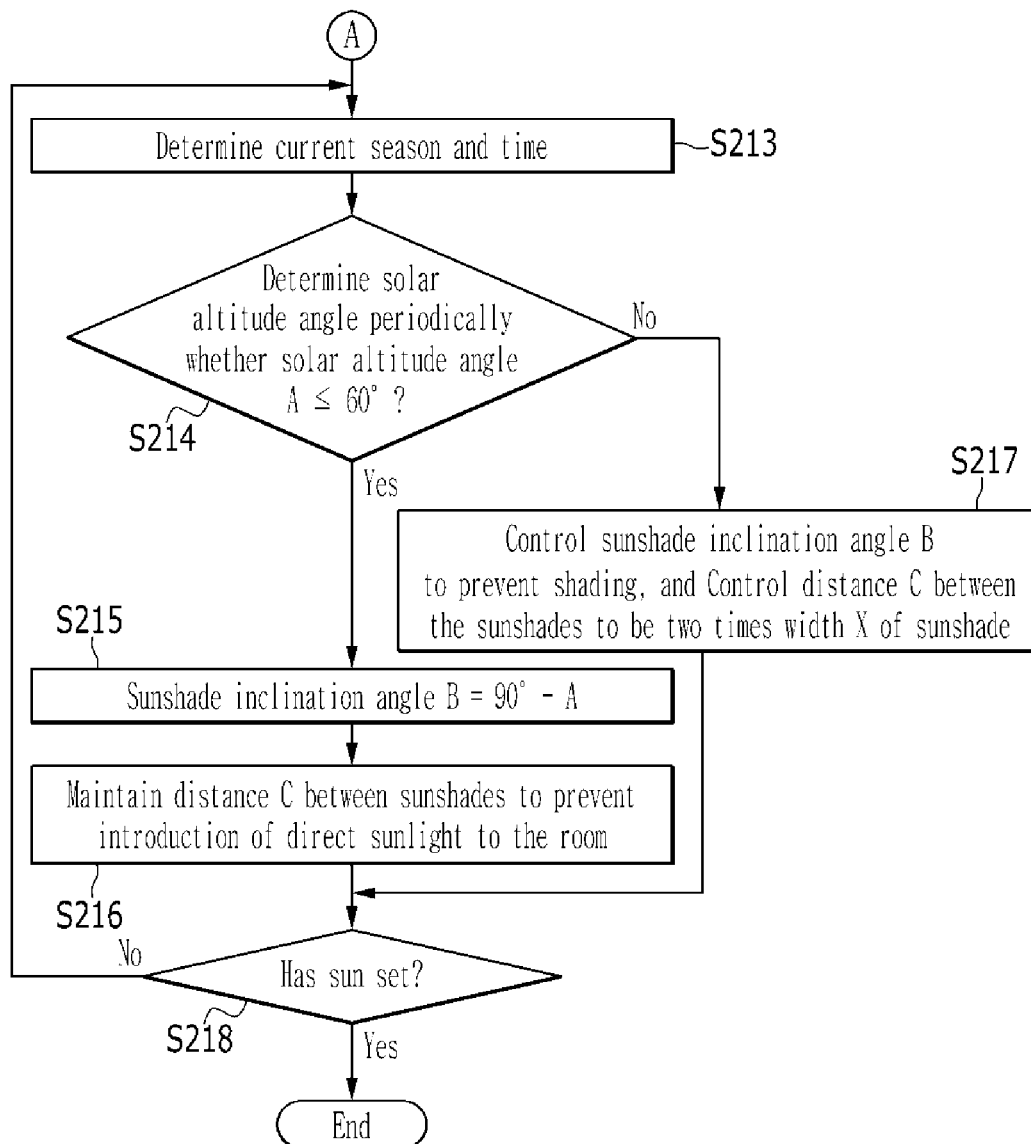 A
Determine current season and time
S213
Determine solar
altitude angle periodically
whether solar altitude angle
A ≤ 60° ?
No
S214
Yes
S217
Control sunshade inclination angle B
to prevent shading, and Control distance C between
the sunshades to be two times width X of sunshade
S215
Sunshade inclination angle B = 90° - A
Maintain distance C between sunshades to prevent
introduction of direct sunlight to the room
S216
No
Has sun set?
S218
Yes
End